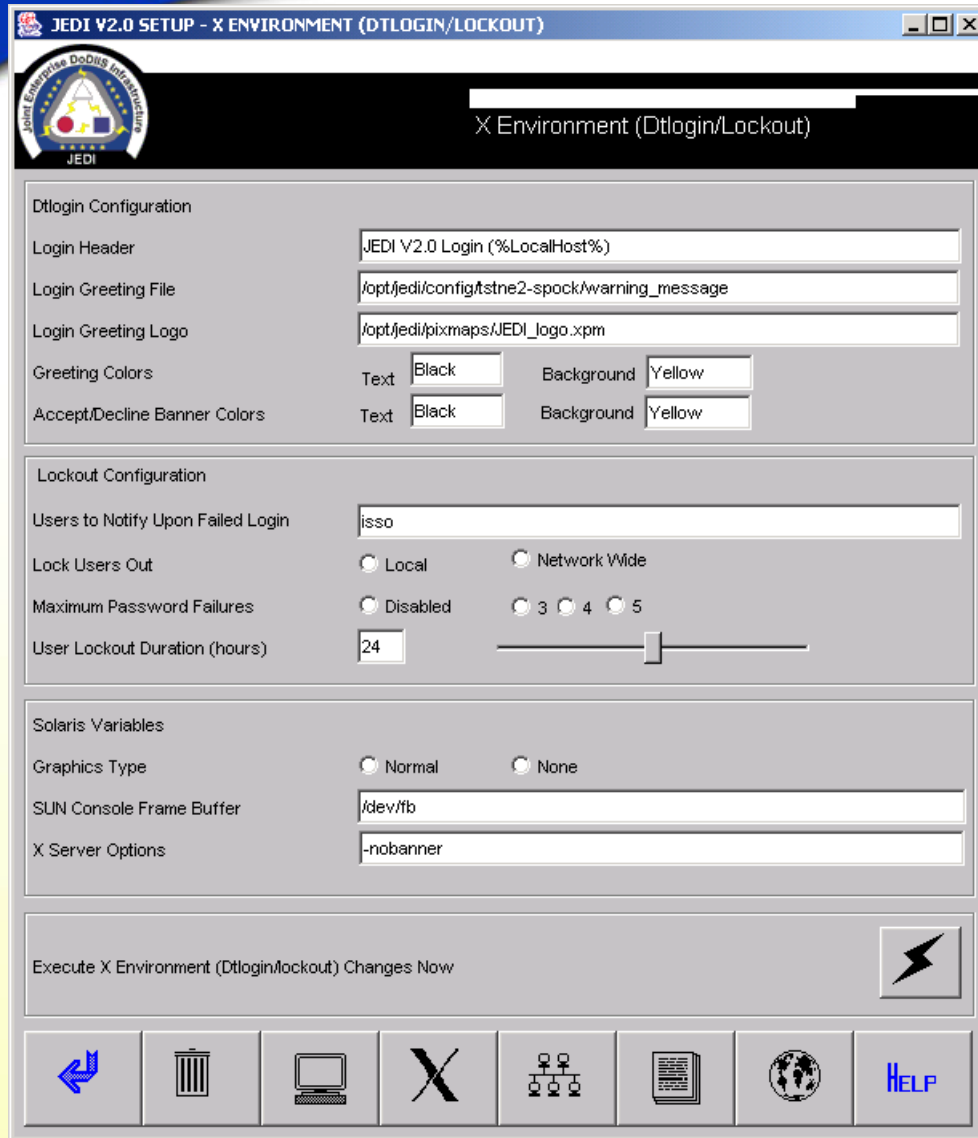 JEDI V2.0 SETUP - X ENVIRONMENT (DTLOGIN/LOCKOUT)
Joint Enterprise DoDIIS Infrastructure
JEDI
X Environment (Dtlogin/Lockout)
Dtlogin Configuration
Login Header JEDI V2.0 Login (%LocalHost%)
Login Greeting File /opt/jedi/config/tstne2-spock/warning_message
Login Greeting Logo /opt/jedi/pixmaps/JEDI_logo.xpm
Greeting Colors Text Black Background Yellow
Accept/Decline Banner Colors Text Black Background Yellow
Lockout Configuration
Users to Notify Upon Failed Login isso
Lock Users Out Local Network Wide
Maximum Password Failures Disabled 3 4 5
User Lockout Duration (hours) 24
Solaris Variables
Graphics Type Normal None
SUN Console Frame Buffer /dev/fb
X Server Options -nobanner
Execute X Environment (Dtlogin/lockout) Changes Now
X HELP